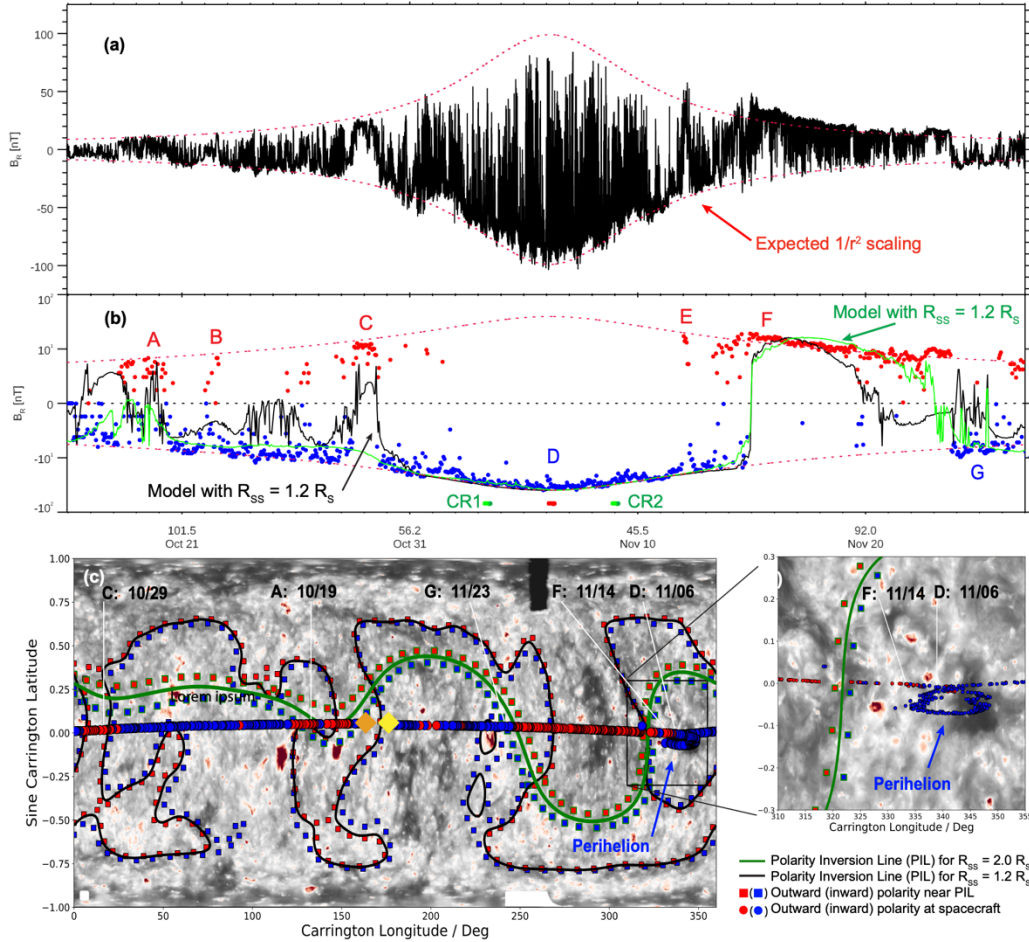 (a)
100
50
0
-50
-100
B_R [nT]
Expected 1/r² scaling
(b)
10²
10¹
0
-10¹
-10²
B_R [nT]
A
B
C
D
E
F
G
Model with R_SS = 1.2 R_S
Model with R_SS = 1.2 R_S
CR1
CR2
101.5
56.2
45.5
92.0
Oct 21
Oct 31
Nov 10
Nov 20
(c)
C: 10/29
A: 10/19
G: 11/23
F: 11/14
D: 11/06
1.00
0.75
0.50
0.25
0.00
−0.25
−0.50
−0.75
−1.00
Sine Carrington Latitude
Lorem ipsum
Perihelion
0
50
100
150
200
250
300
350
Carrington Longitude / Deg
)
F: 11/14
D: 11/06
0.3
0.2
0.1
0.0
−0.1
−0.2
−0.3
Perihelion
310
315
320
325
330
335
340
345
350
355
Carrington Longitude / Deg
Polarity Inversion Line (PIL) for R_SS = 2.0 R_S
Polarity Inversion Line (PIL) for R_SS = 1.2 R_S
( ) Outward (inward) polarity near PIL
( ) Outward (inward) polarity at spacecraft